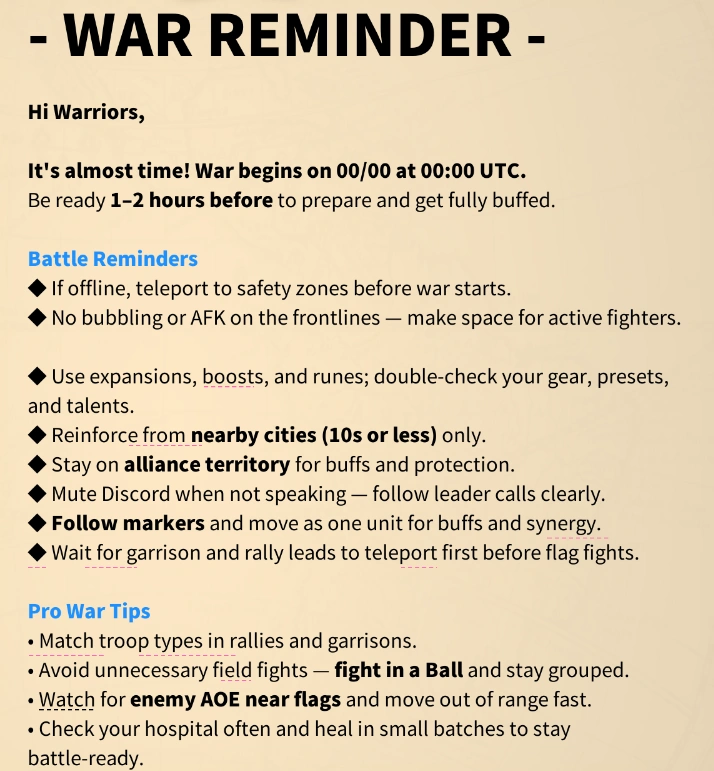 - WAR REMINDER -
Hi Warriors,
It's almost time! War begins on 00/00 at 00:00 UTC.
Be ready 1–2 hours before to prepare and get fully buffed.
Battle Reminders
◆ If offline, teleport to safety zones before war starts.
◆ No bubbling or AFK on the frontlines — make space for active fighters.
◆ Use expansions, boosts, and runes; double-check your gear, presets,
and talents.
◆ Reinforce from nearby cities (10s or less) only.
◆ Stay on alliance territory for buffs and protection.
◆ Mute Discord when not speaking — follow leader calls clearly.
◆ Follow markers and move as one unit for buffs and synergy.
◆ Wait for garrison and rally leads to teleport first before flag fights.
Pro War Tips
• Match troop types in rallies and garrisons.
• Avoid unnecessary field fights — fight in a Ball and stay grouped.
• Watch for enemy AOE near flags and move out of range fast.
• Check your hospital often and heal in small batches to stay
battle-ready.